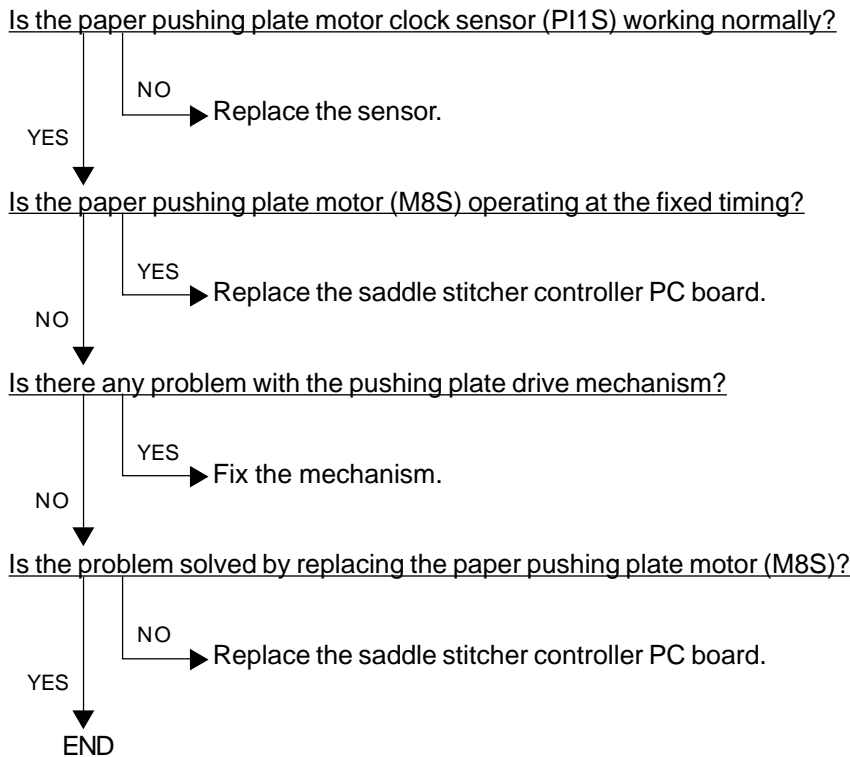 Is the paper pushing plate motor clock sensor (PI1S) working normally?
NO
Replace the sensor.
YES
Is the paper pushing plate motor (M8S) operating at the fixed timing?
YES
Replace the saddle stitcher controller PC board.
NO
Is there any problem with the pushing plate drive mechanism?
YES
Fix the mechanism.
NO
Is the problem solved by replacing the paper pushing plate motor (M8S)?
NO
Replace the saddle stitcher controller PC board.
YES
END